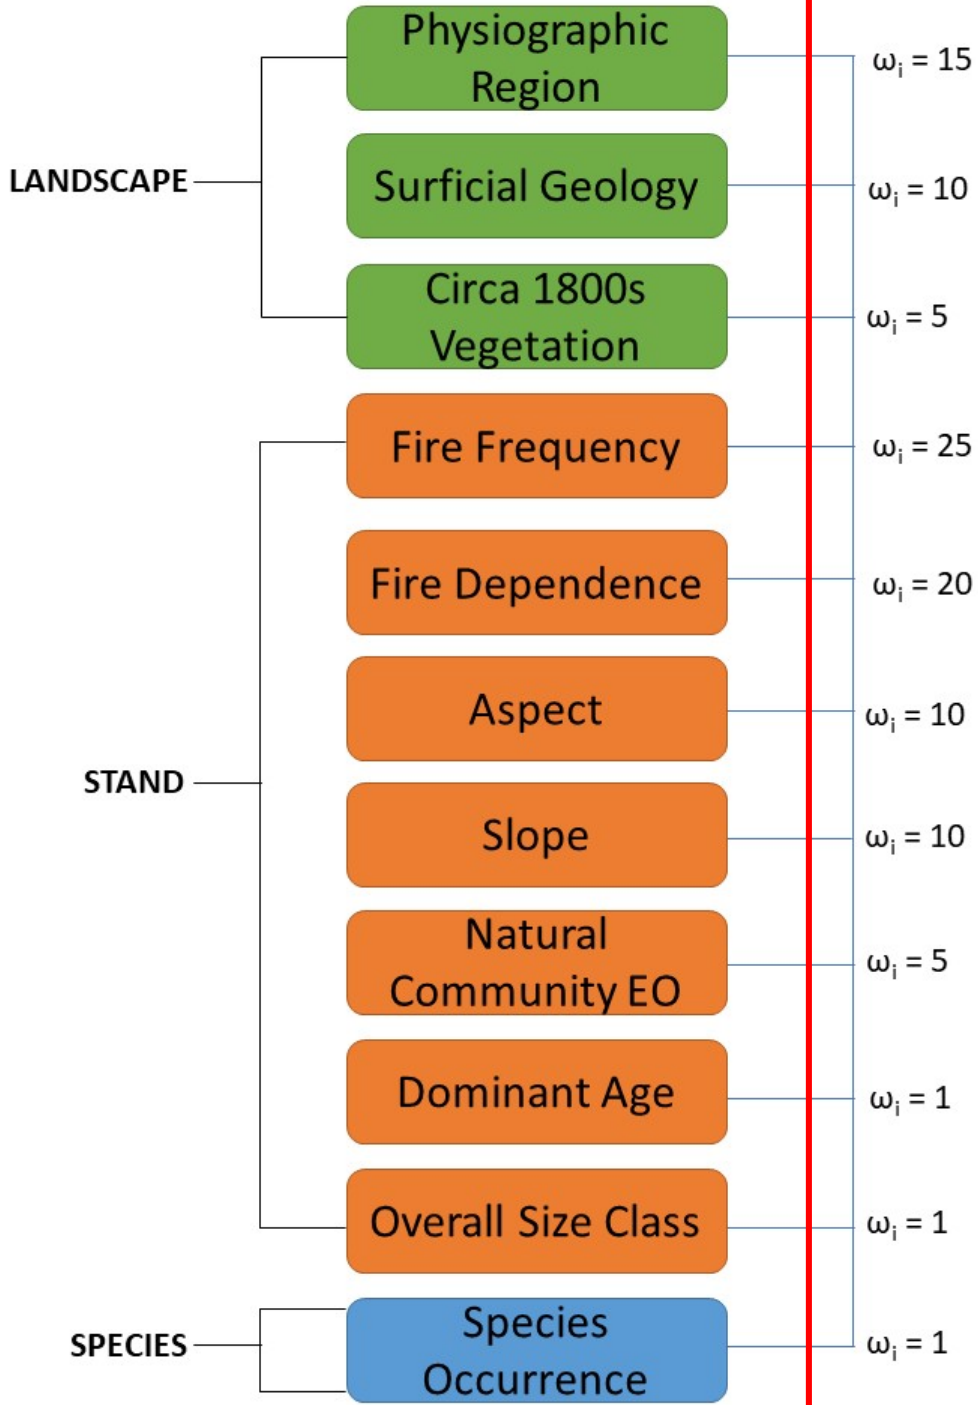 Physiographic
Region
ωi = 15
LANDSCAPE
Surficial Geology
ωi = 10
Circa 1800s
Vegetation
ωi = 5
Fire Frequency
ωi = 25
Fire Dependence
ωi = 20
Aspect
ωi = 10
STAND
Slope
ωi = 10
Natural
Community EO
ωi = 5
Dominant Age
ωi = 1
Overall Size Class
ωi = 1
SPECIES
Species
Occurrence
ωi = 1